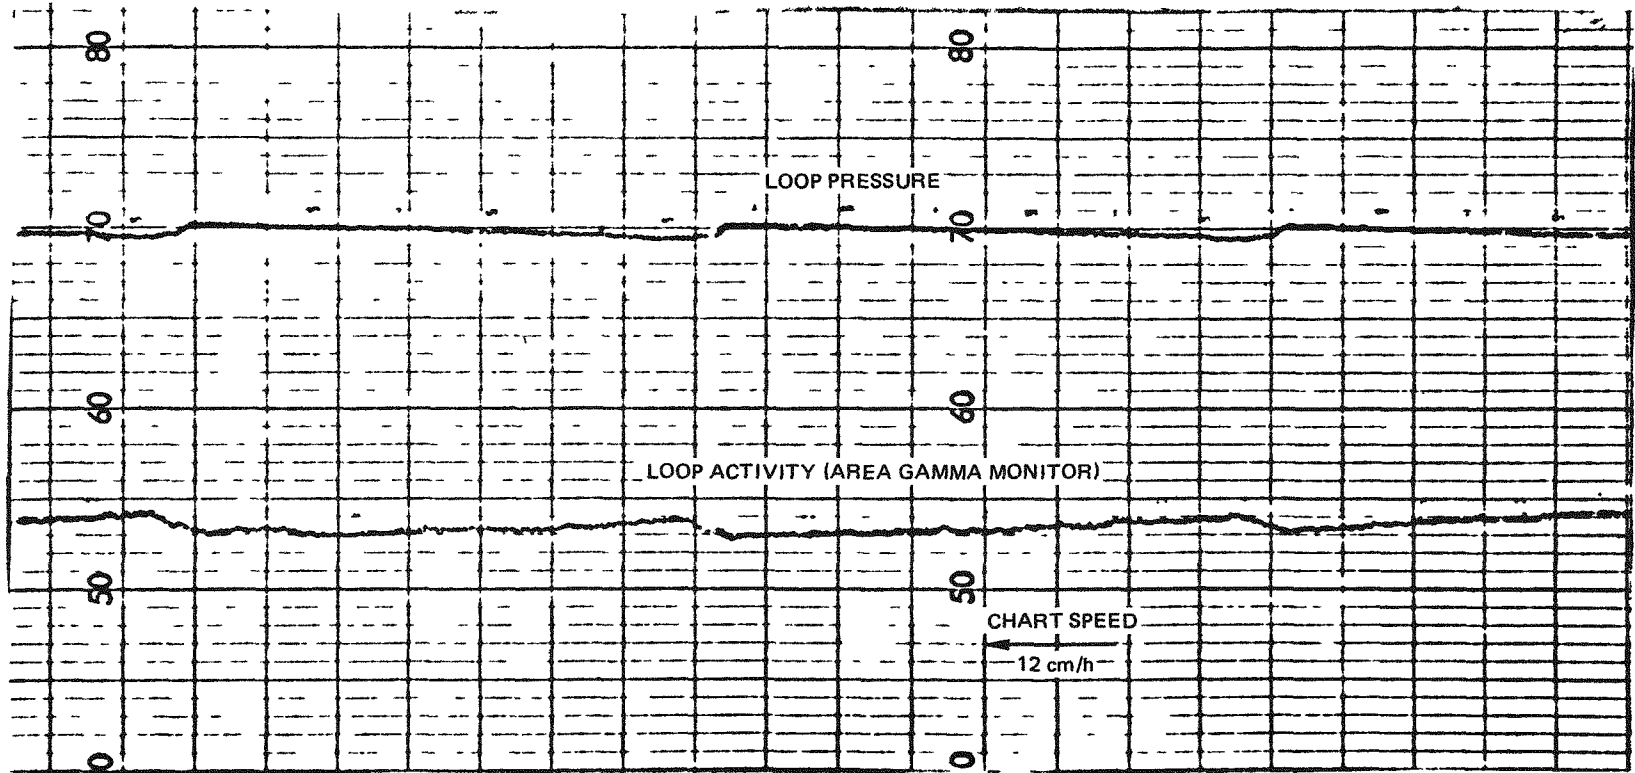 80 80
LOOP PRESSURE
70 70
60 60
LOOP ACTIVITY (AREA GAMMA MONITOR)
50 50
CHART SPEED
12 cm/h
0 0